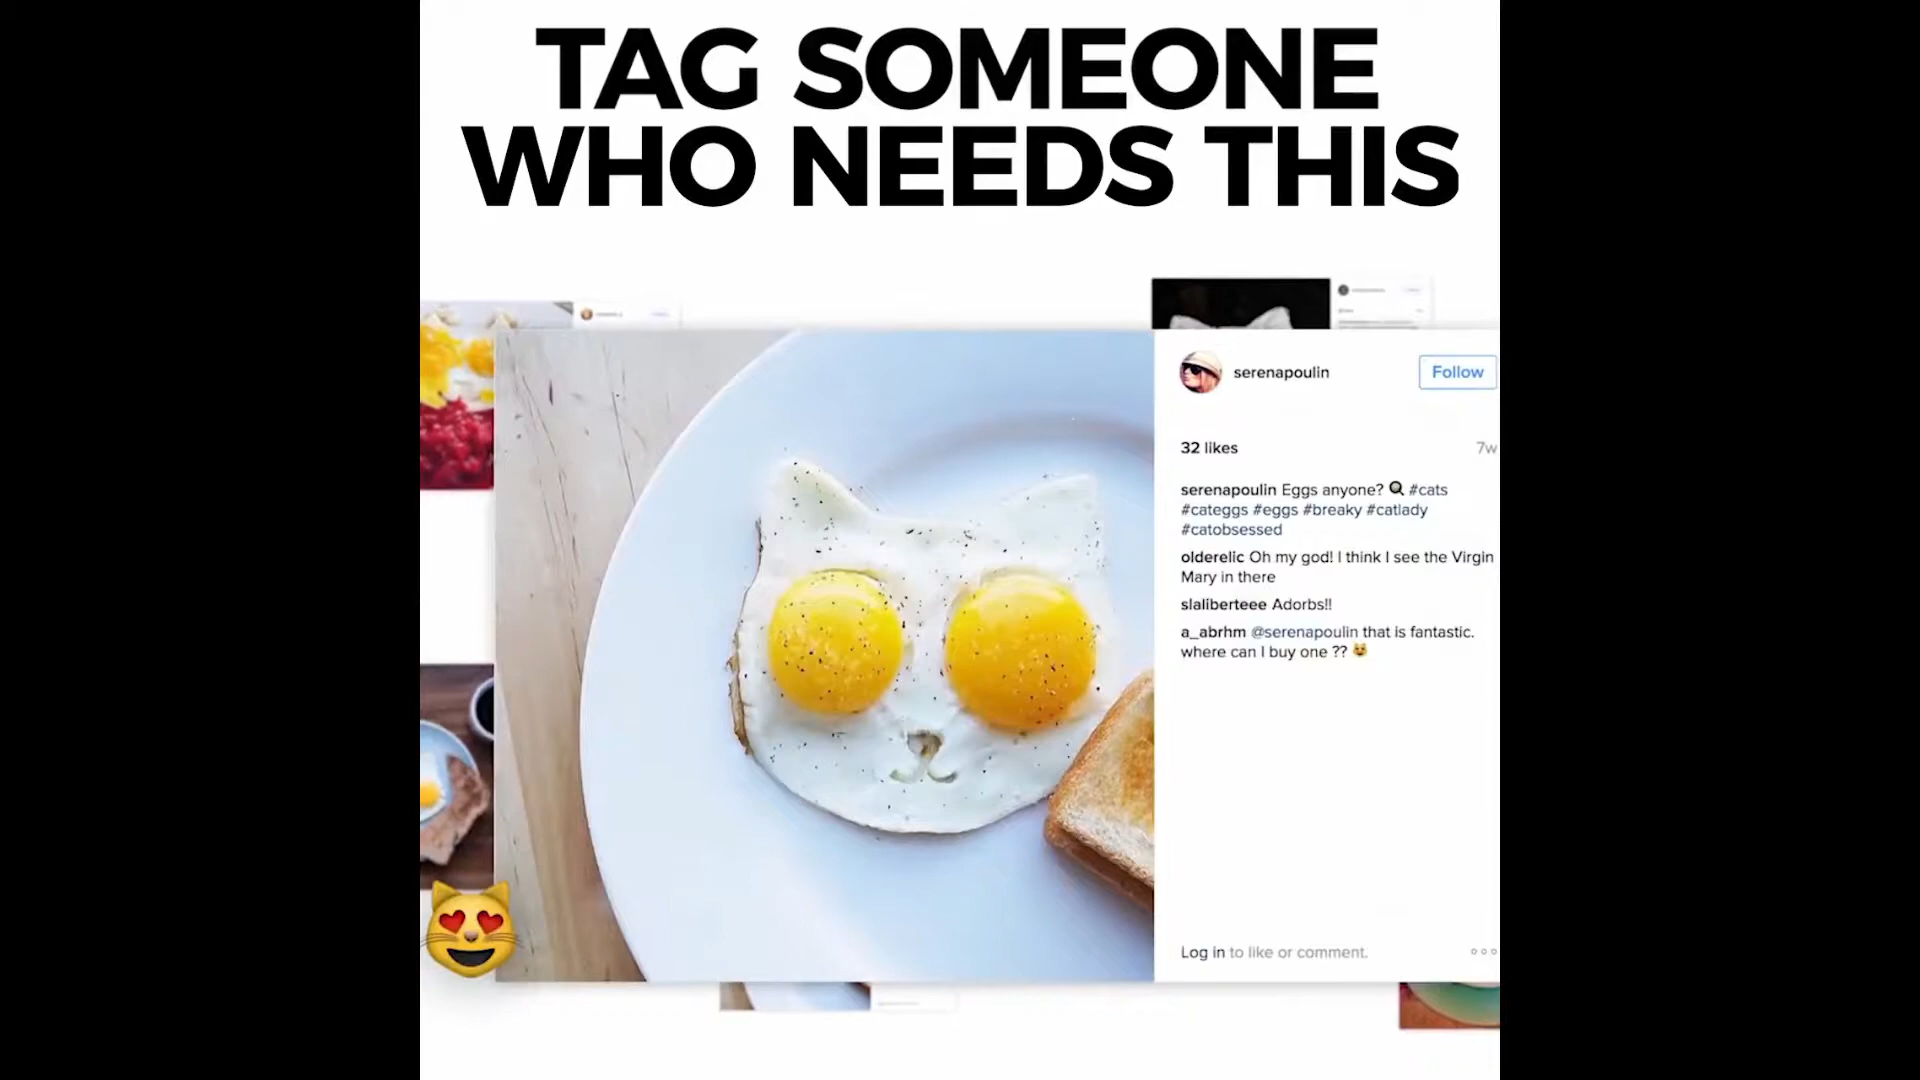 TAG SOMEONE
WHO NEEDS THIS
serenapoulin
Follow
32 likes
7w
serenapoulin Eggs anyone? 🍳 #cats
#categgs #eggs #breaky #catlady
#catobsessed
olderelic Oh my god! I think I see the Virgin
Mary in there
slaliberteee Adorbs!!
a_abrhm @serenapoulin that is fantastic.
where can I buy one ?? 😻
Log in to like or comment.